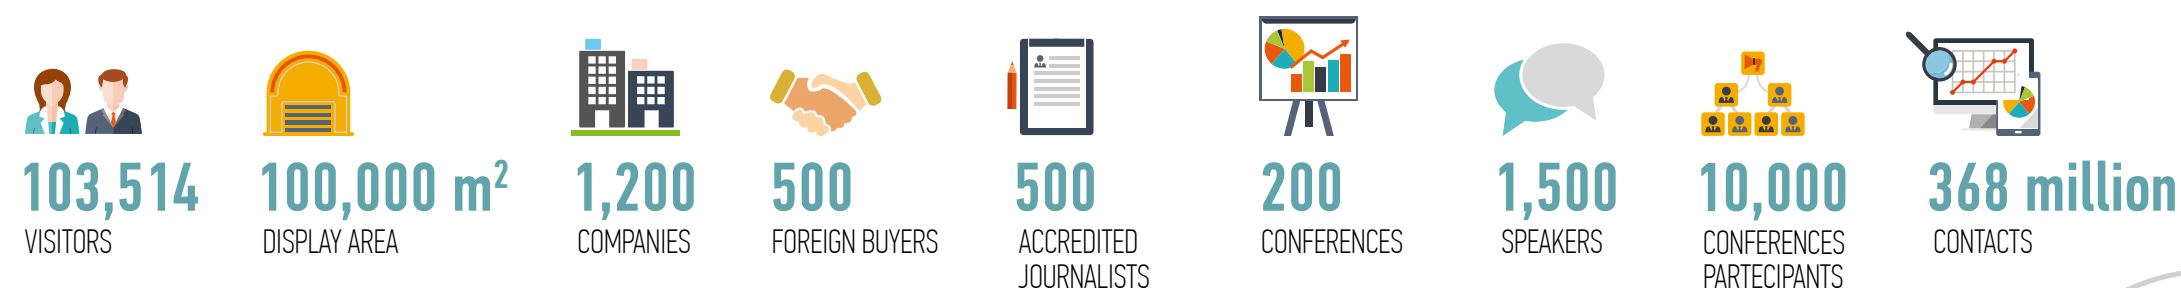 103,514
VISITORS
100,000 m²
DISPLAY AREA
1,200
COMPANIES
500
FOREIGN BUYERS
500
ACCREDITED
JOURNALISTS
200
CONFERENCES
1,500
SPEAKERS
10,000
CONFERENCES
PARTECIPANTS
368 million
CONTACTS